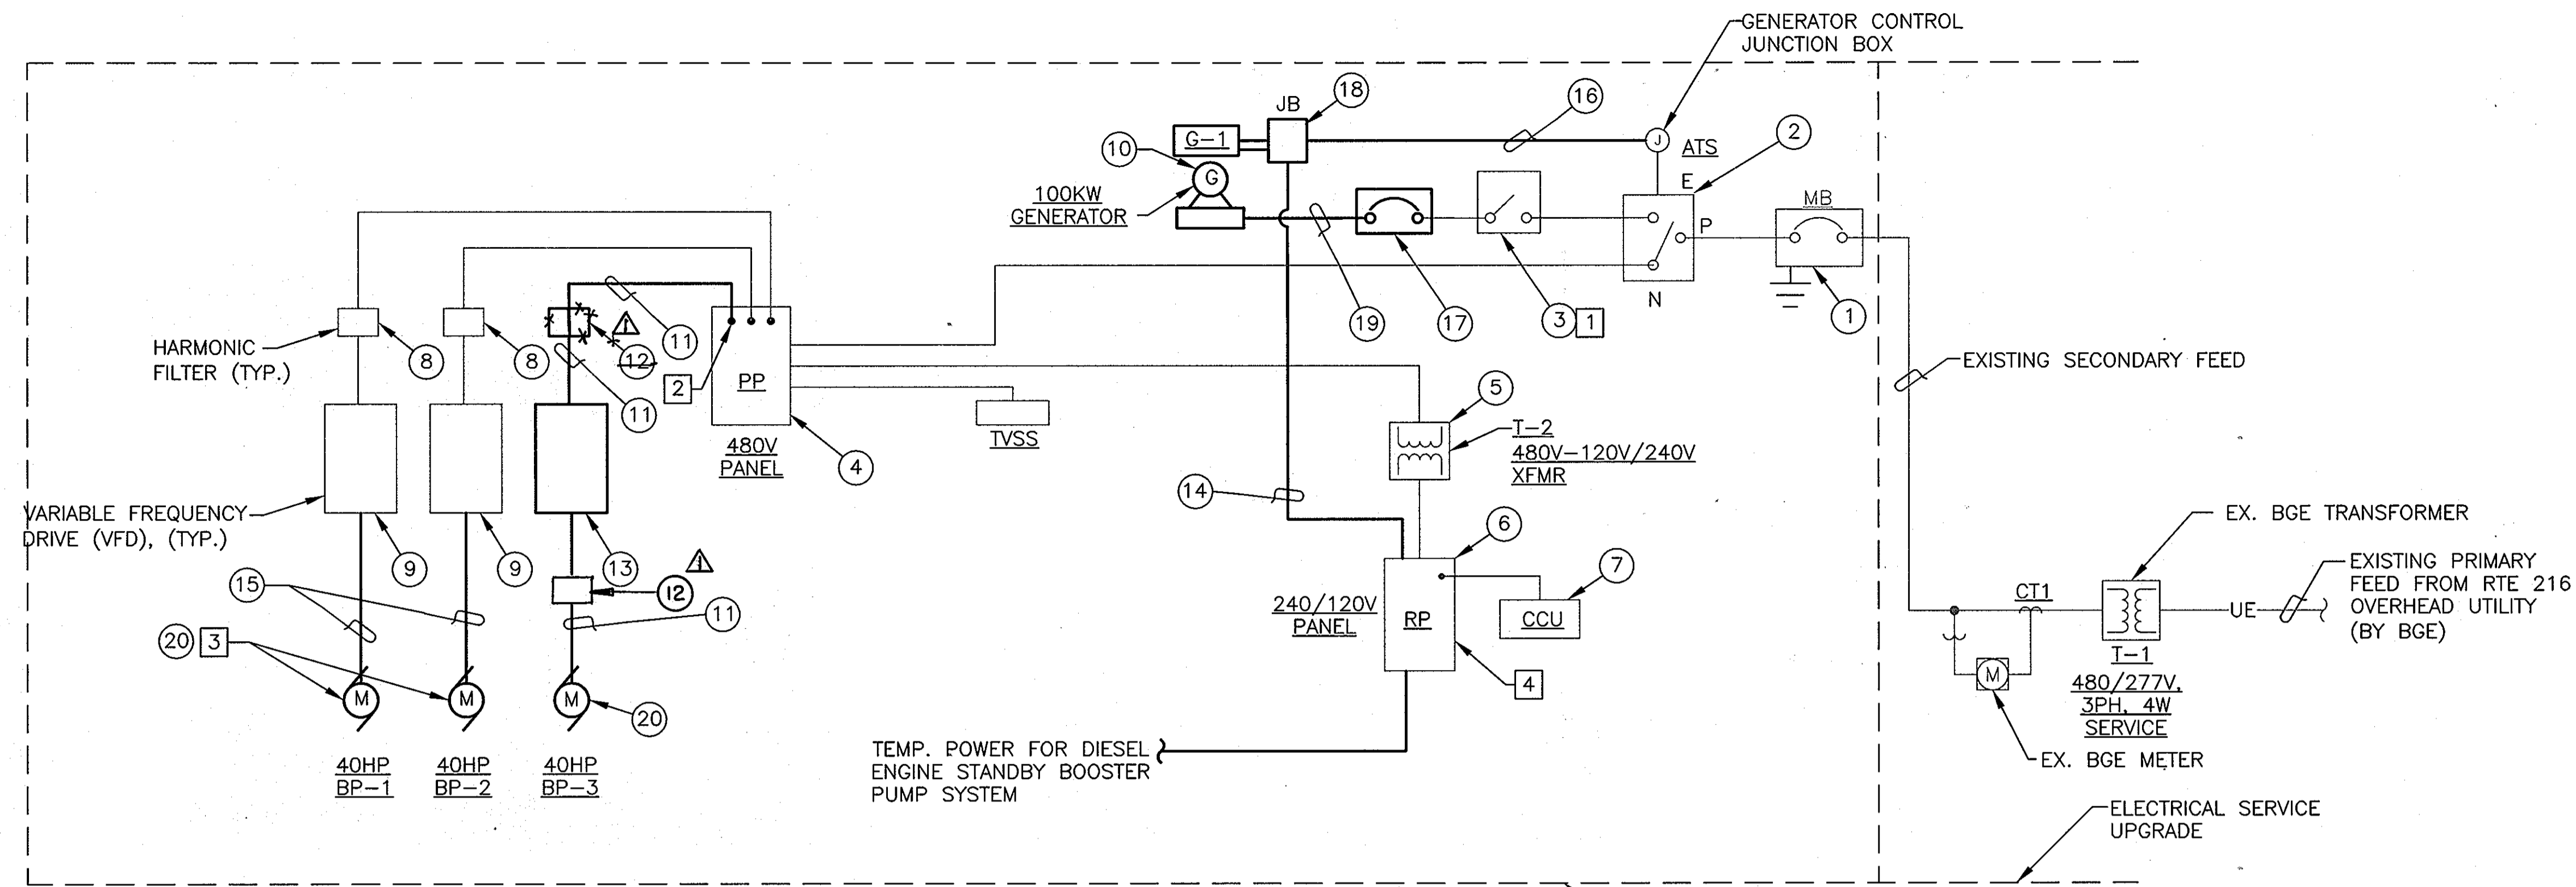 GENERATOR CONTROL
JUNCTION BOX
JB
18
16
J
ATS
2
G-1
10
G
100KW
GENERATOR
E
P
N
MB
1
19
17
3
1
HARMONIC
FILTER (TYP.)
8
8
12
1
11
11
2
PP
480V
PANEL
4
TVSS
5
T-2
480V-120V/240V
XFMR
EXISTING SECONDARY FEED
VARIABLE FREQUENCY
DRIVE (VFD), (TYP.)
9
9
13
1
12
11
15
20
3
M
M
M
20
40HP
BP-1
40HP
BP-2
40HP
BP-3
14
6
7
240/120V
PANEL
RP
CCU
4
TEMP. POWER FOR DIESEL
ENGINE STANDBY BOOSTER
PUMP SYSTEM
EX. BGE TRANSFORMER
EXISTING PRIMARY
FEED FROM RTE 216
OVERHEAD UTILITY
(BY BGE)
CT1
UE
M
T-1
480/277V,
3PH, 4W
SERVICE
EX. BGE METER
ELECTRICAL SERVICE
UPGRADE